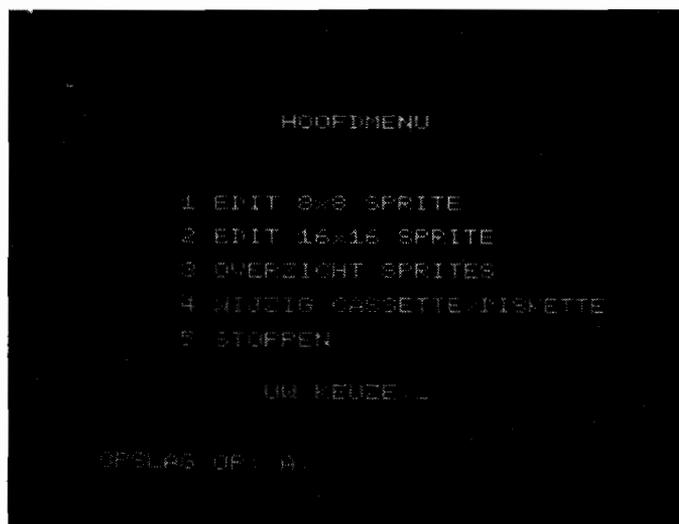 HOOFDMENU
1 EDIT 8x8 SPRITE
2 EDIT 16x16 SPRITE
3 OVERZICHT SPRITES
4 WIJZIG CASSETTE/DISKETTE
5 STOPPEN
UW KEUZE:_
OPSLAG OP: A: